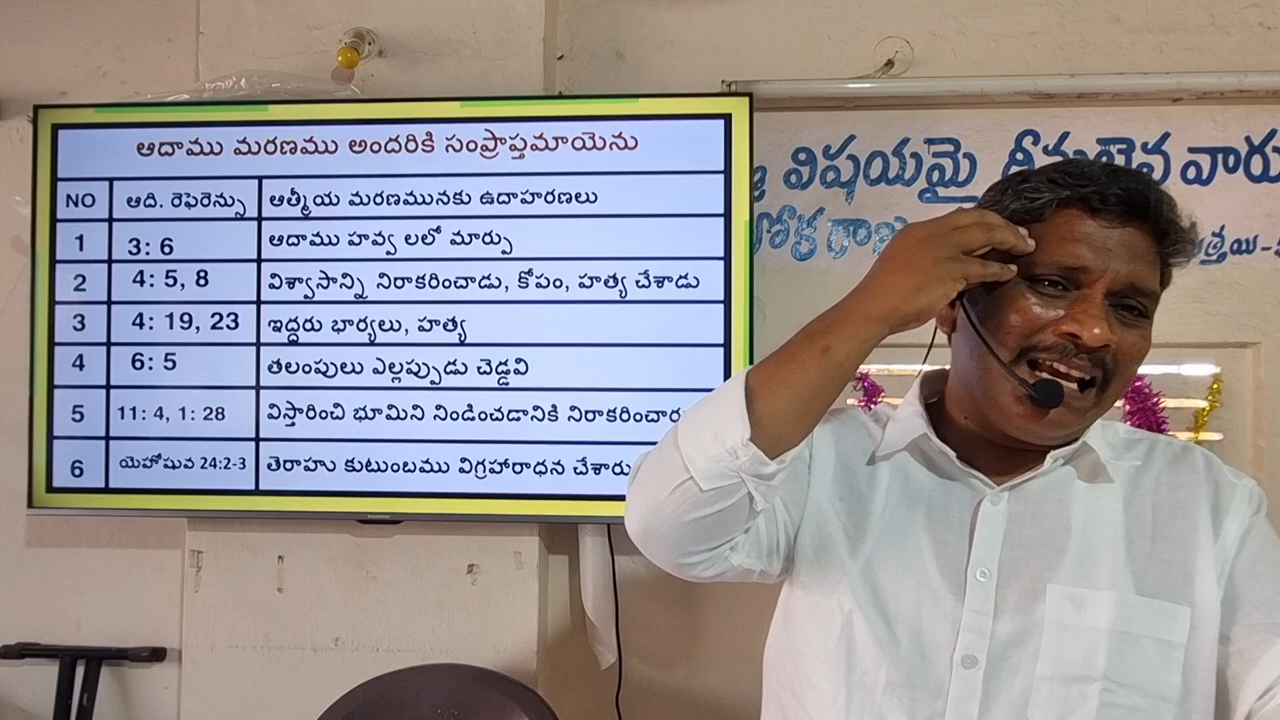 ఆదాము మరణము అందరికి సంప్రాప్తమాయెను
NO ఆది. రెఫెరెన్సు ఆత్మీయ మరణమునకు ఉదాహరణలు
1 3: 6 ఆదాము హవ్వ లలో మార్పు
2 4: 5, 8 విశ్వాసాన్ని నిరాకరించాడు, కోపం, హత్య చేశాడు
3 4: 19, 23 ఇద్దరు భార్యలు, హత్య
4 6: 5 తలంపులు ఎల్లప్పుడు చెడ్డవి
5 11: 4, 1: 28 విస్తారించి భూమిని నిండించడానికి నిరాకరించారు
6 యెహోషువ 24:2-3 తెరాహు కుటుంబము విగ్రహారాధన చేశారు
విషయమై దీనులైన వారు